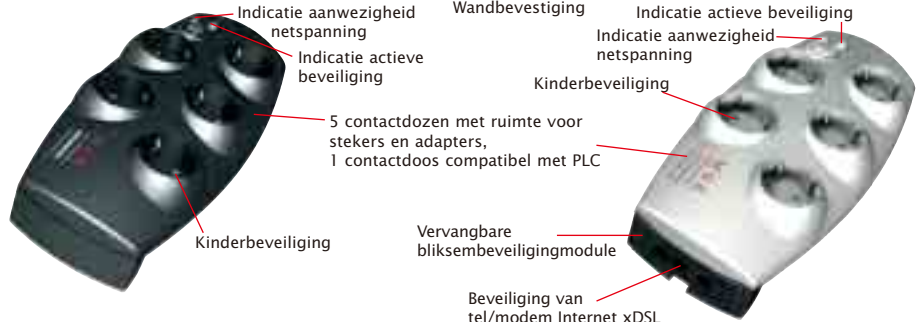 Indicatie aanwezigheid
netspanning
Indicatie actieve
beveiliging
Wandbevestiging
Indicatie actieve beveiliging
Indicatie aanwezigheid
netspanning
Kinderbeveiliging
5 contactdozen met ruimte voor
stekers en adapters,
1 contactdoos compatibel met PLC
Kinderbeveiliging
Vervangbare
bliksembeveiligingmodule
Beveiliging van
tel/modem Internet xDSL